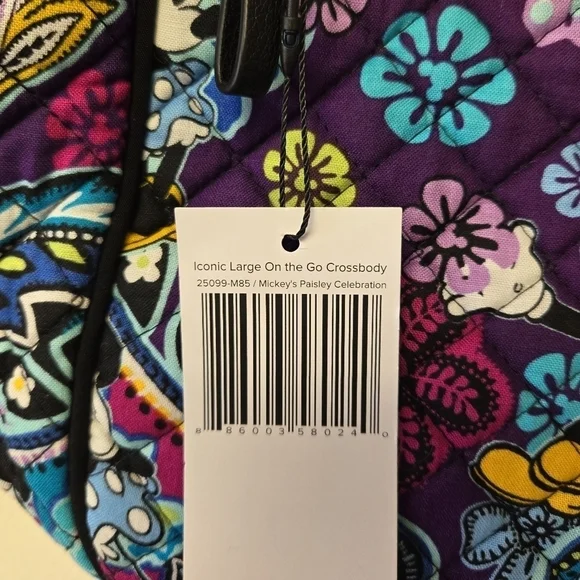 Iconic Large On the Go Crossbody
25099-M85 / Mickey's Paisley Celebration
8 86003 58024 0